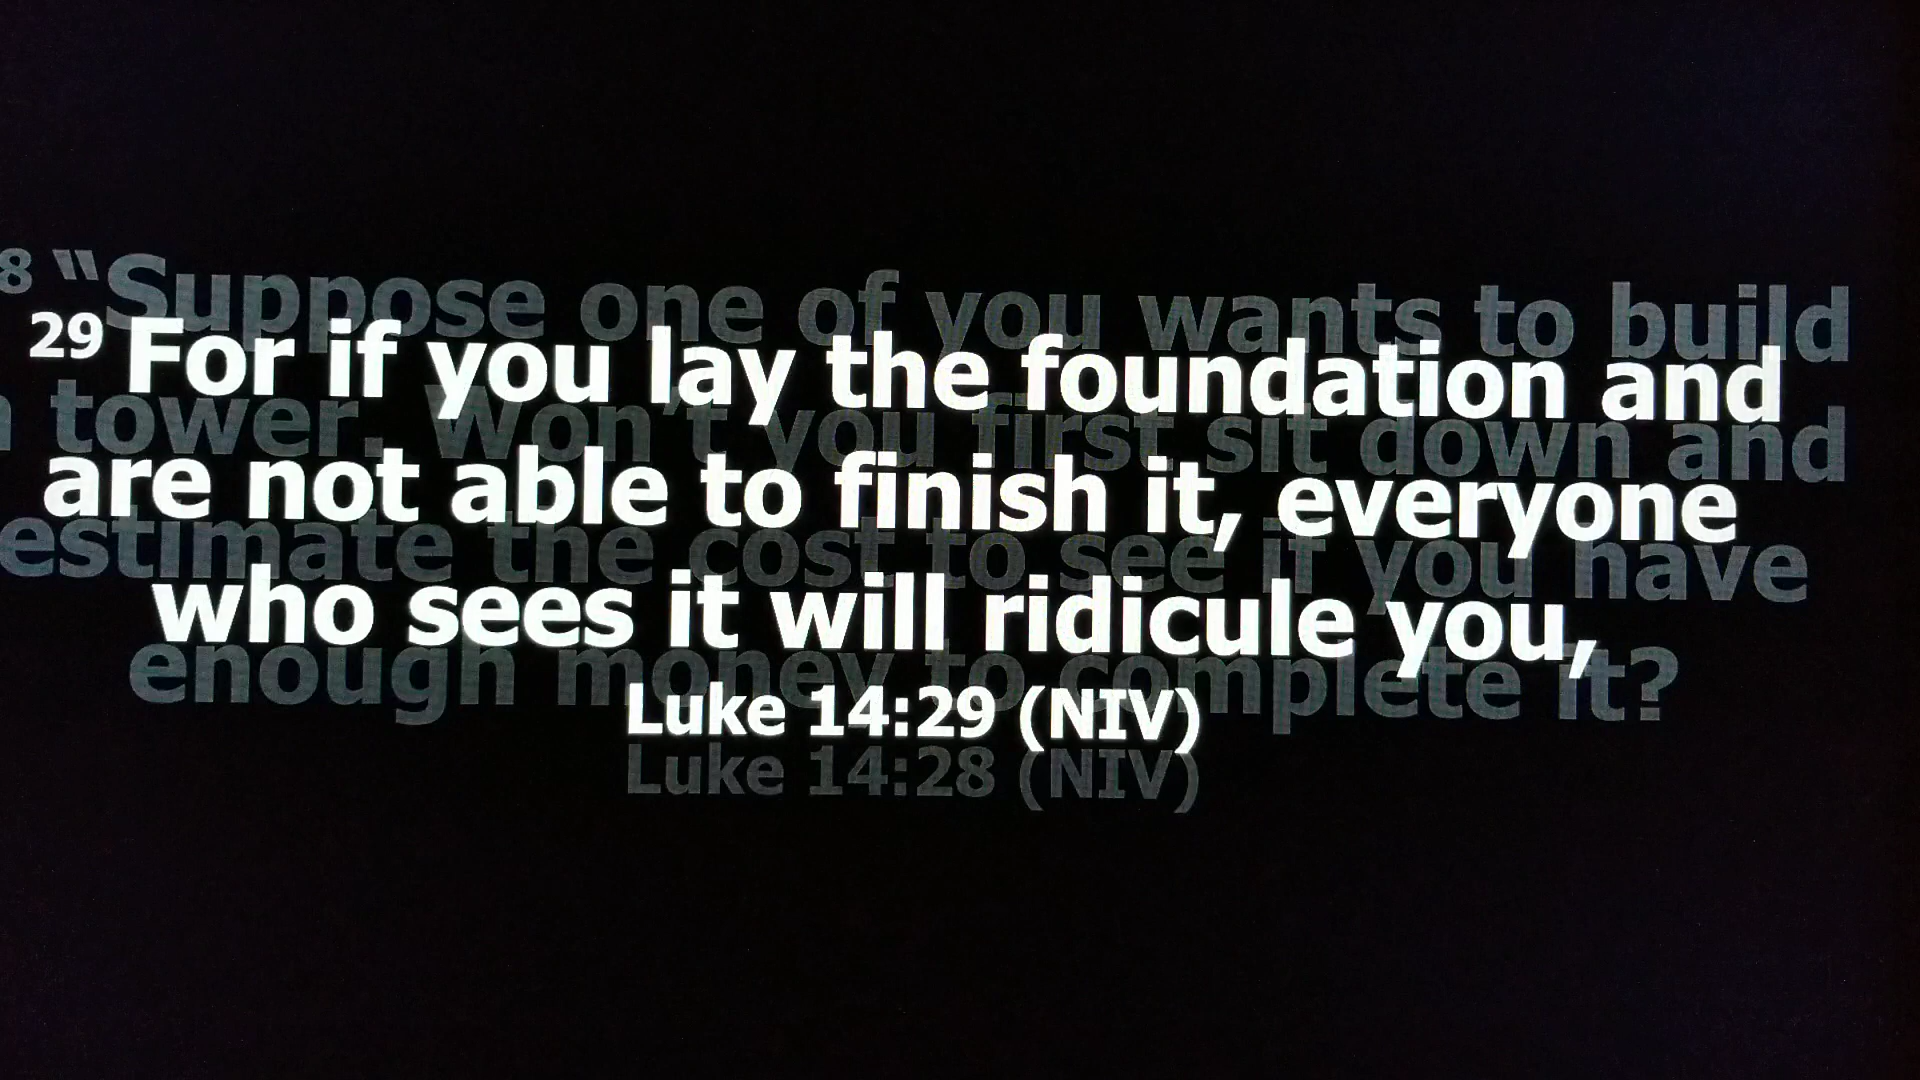 8 “Suppose one of you wants to build
tower. Won’t you first sit down and
estimate the cost to see if you have
enough money to complete it?
Luke 14:28 (NIV)
29 For if you lay the foundation and
are not able to finish it, everyone
who sees it will ridicule you,
Luke 14:29 (NIV)